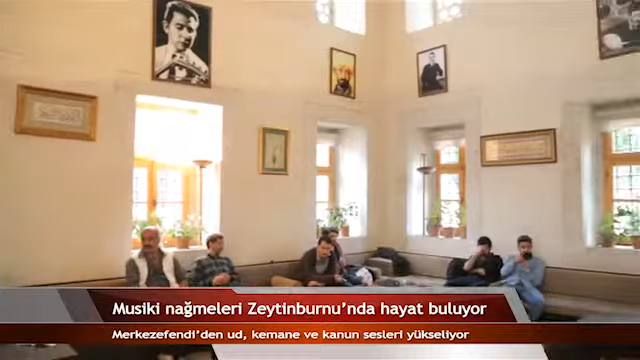 Musiki nağmeleri Zeytinburnu’nda hayat buluyor
Merkezefendi’den ud, kemane ve kanun sesleri yükseliyor